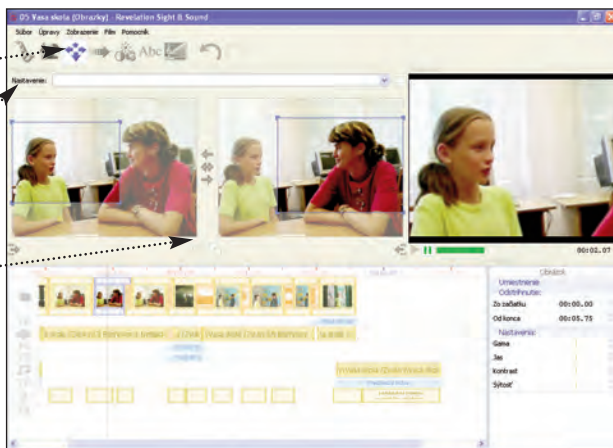 05 Vasa skola (Obrazky) - Revelation Sight & Sound
Súbor Úpravy Zobrazenie Film Pomocník
Abc
Nastavenie:
00:02.07
Obrázok
Umiestnenie
Odstrihnutie:
Zo začiatku 00:00.00
Od konca 00:05.75
Nastavenie:
Gama
Jas
Kontrast
Sýtosť